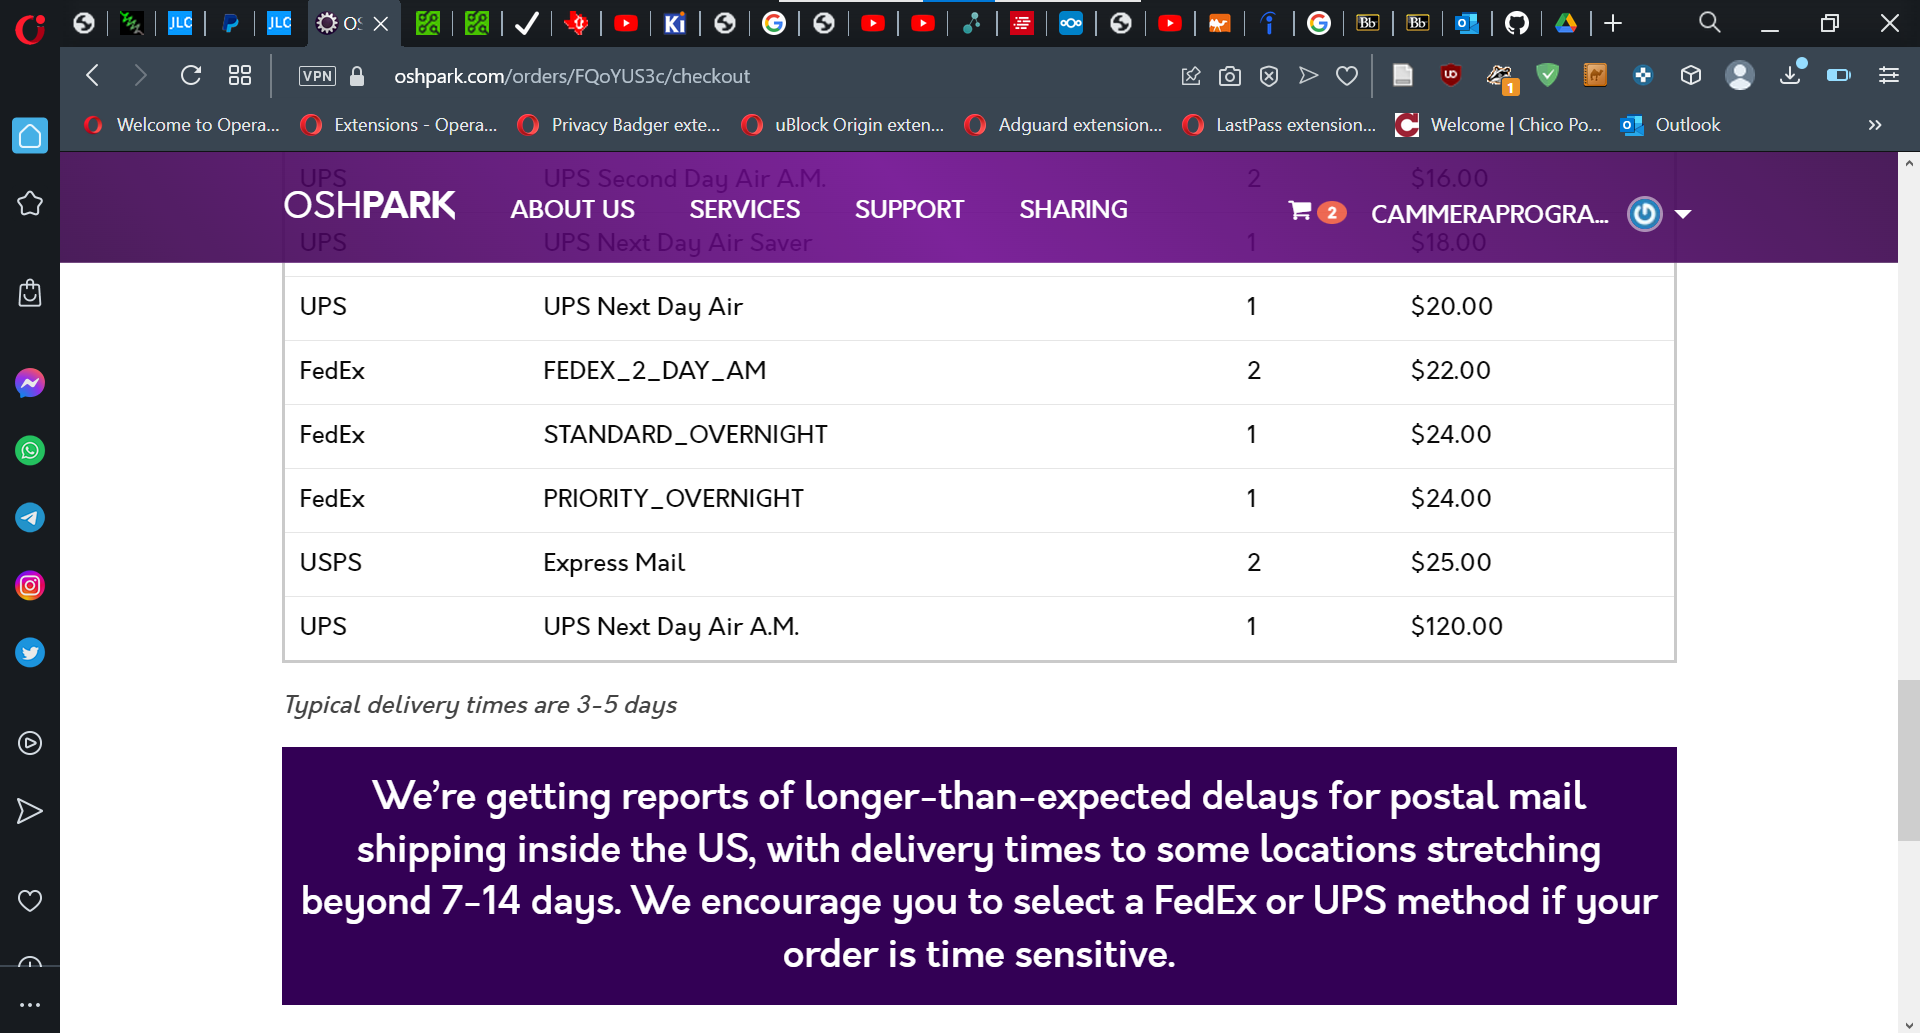 JLC
JLC
OS
Ki
Bb
Bb
VPN
oshpark.com/orders/FQoYUS3c/checkout
1
Welcome to Opera...
Extensions - Opera...
Privacy Badger exte...
uBlock Origin exten...
Adguard extension...
LastPass extension...
Welcome | Chico Po...
Outlook
»
UPS UPS Second Day Air A.M. 2 $16.00
OSHPARK ABOUT US SERVICES SUPPORT SHARING 2 CAMMERAPROGRA...
UPS UPS Next Day Air Saver 1 $18.00
UPS UPS Next Day Air 1 $20.00
FedEx FEDEX_2_DAY_AM 2 $22.00
FedEx STANDARD_OVERNIGHT 1 $24.00
FedEx PRIORITY_OVERNIGHT 1 $24.00
USPS Express Mail 2 $25.00
UPS UPS Next Day Air A.M. 1 $120.00
Typical delivery times are 3-5 days
We’re getting reports of longer-than-expected delays for postal mail
shipping inside the US, with delivery times to some locations stretching
beyond 7-14 days. We encourage you to select a FedEx or UPS method if your
order is time sensitive.